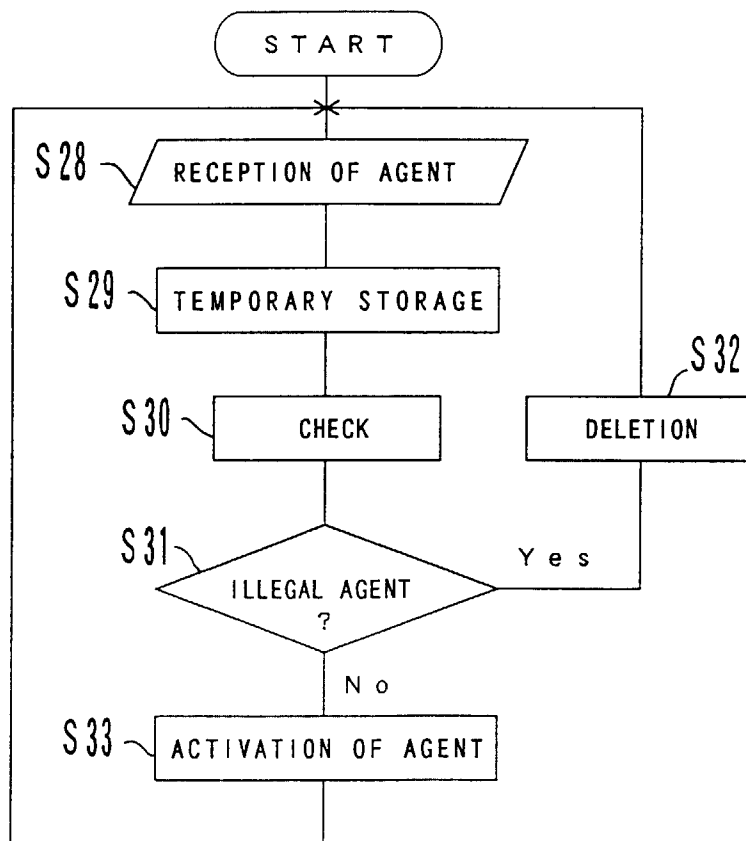 START
S28
RECEPTION OF AGENT
S29
TEMPORARY STORAGE
S32
S30
CHECK
DELETION
S31
Yes
ILLEGAL AGENT
?
No
S33
ACTIVATION OF AGENT